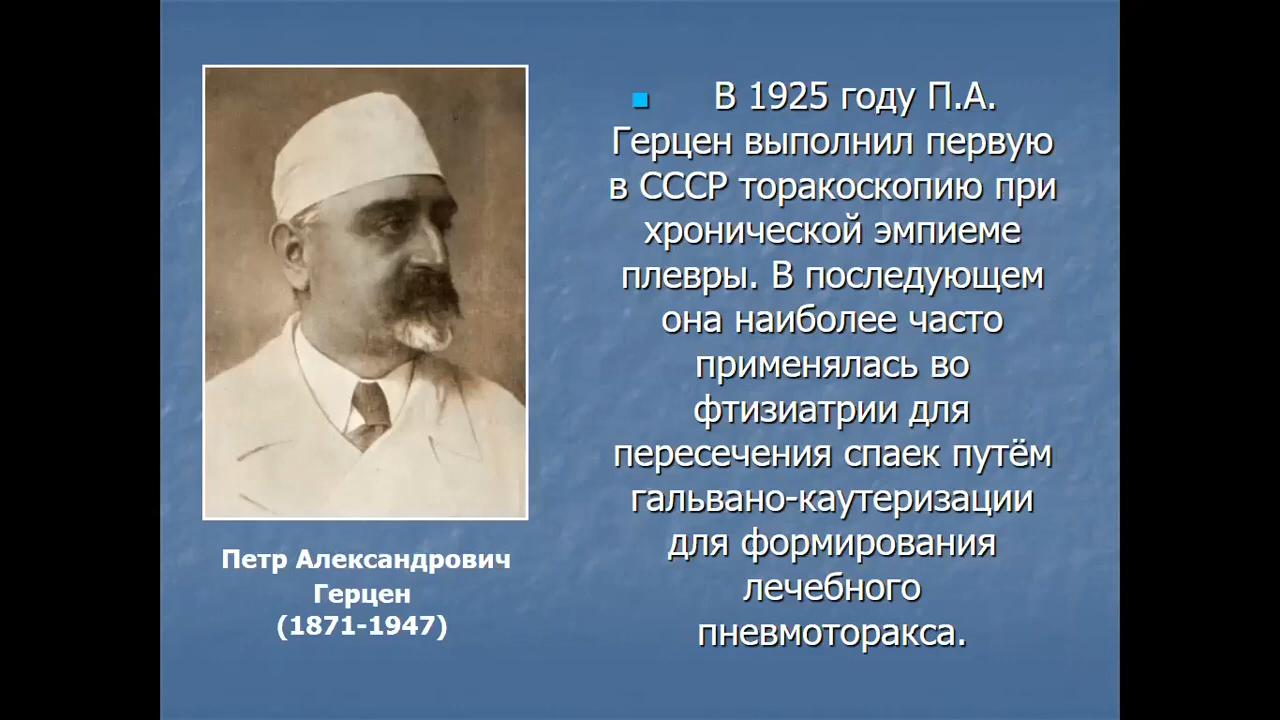 В 1925 году П.А.
Герцен выполнил первую
в СССР торакоскопию при
хронической эмпиеме
плевры. В последующем
она наиболее часто
применялась во
фтизиатрии для
пересечения спаек путём
гальвано-каутеризации
для формирования
лечебного
пневмоторакса.
Петр Александрович
Герцен
(1871-1947)